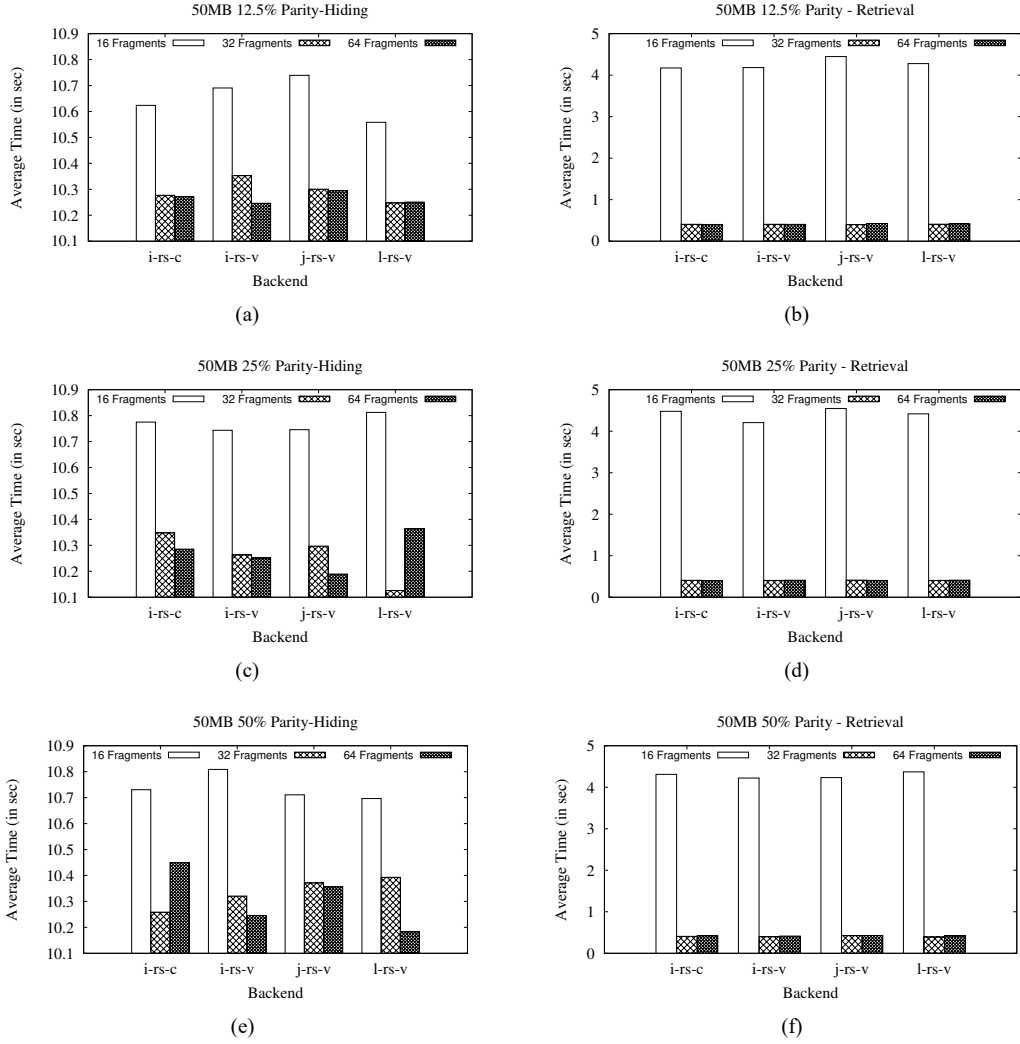 50MB 12.5% Parity-Hiding
10.9
10.8
10.7
10.6
10.5
10.4
10.3
10.2
10.1
Average Time (in sec)
16 Fragments 32 Fragments 64 Fragments
i-rs-c i-rs-v j-rs-v l-rs-v
Backend
(a)
50MB 12.5% Parity - Retrieval
5
4
3
2
1
0
Average Time (in sec)
16 Fragments 32 Fragments 64 Fragments
i-rs-c i-rs-v j-rs-v l-rs-v
Backend
(b)
50MB 25% Parity-Hiding
10.9
10.8
10.7
10.6
10.5
10.4
10.3
10.2
10.1
Average Time (in sec)
16 Fragments 32 Fragments 64 Fragments
i-rs-c i-rs-v j-rs-v l-rs-v
Backend
(c)
50MB 25% Parity - Retrieval
5
4
3
2
1
0
Average Time (in sec)
16 Fragments 32 Fragments 64 Fragments
i-rs-c i-rs-v j-rs-v l-rs-v
Backend
(d)
50MB 50% Parity-Hiding
10.9
10.8
10.7
10.6
10.5
10.4
10.3
10.2
10.1
Average Time (in sec)
16 Fragments 32 Fragments 64 Fragments
i-rs-c i-rs-v j-rs-v l-rs-v
Backend
(e)
50MB 50% Parity - Retrieval
5
4
3
2
1
0
Average Time (in sec)
16 Fragments 32 Fragments 64 Fragments
i-rs-c i-rs-v j-rs-v l-rs-v
Backend
(f)